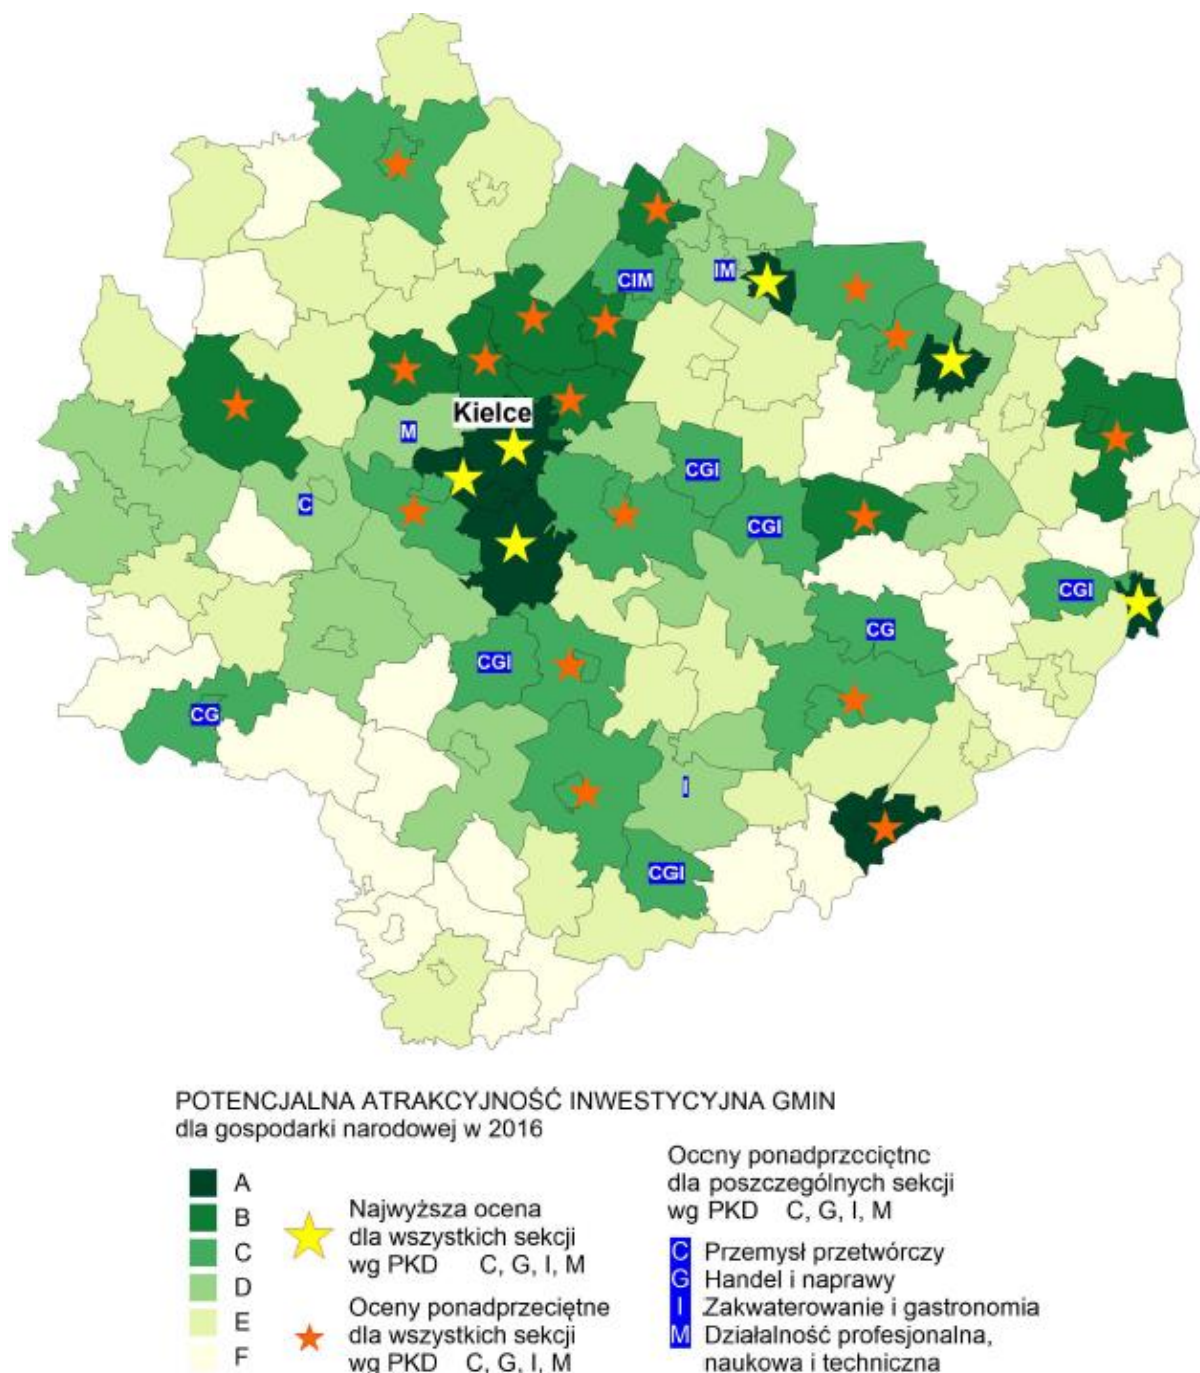 CIM
IM
Kielce
M
CGI
C
CGI
CGI
CG
CGI
CG
I
CGI
POTENCJALNA ATRAKCYJNOŚĆ INWESTYCYJNA GMIN
dla gospodarki narodowej w 2016
A
B
C
D
E
F
Najwyższa ocena
dla wszystkich sekcji
wg PKD C, G, I, M
Oceny ponadprzeciętne
dla wszystkich sekcji
wg PKD C, G, I, M
Oceny ponadprzeciętne
dla poszczególnych sekcji
wg PKD C, G, I, M
C Przemysł przetwórczy
G Handel i naprawy
I Zakwaterowanie i gastronomia
M Działalność profesjonalna,
naukowa i techniczna